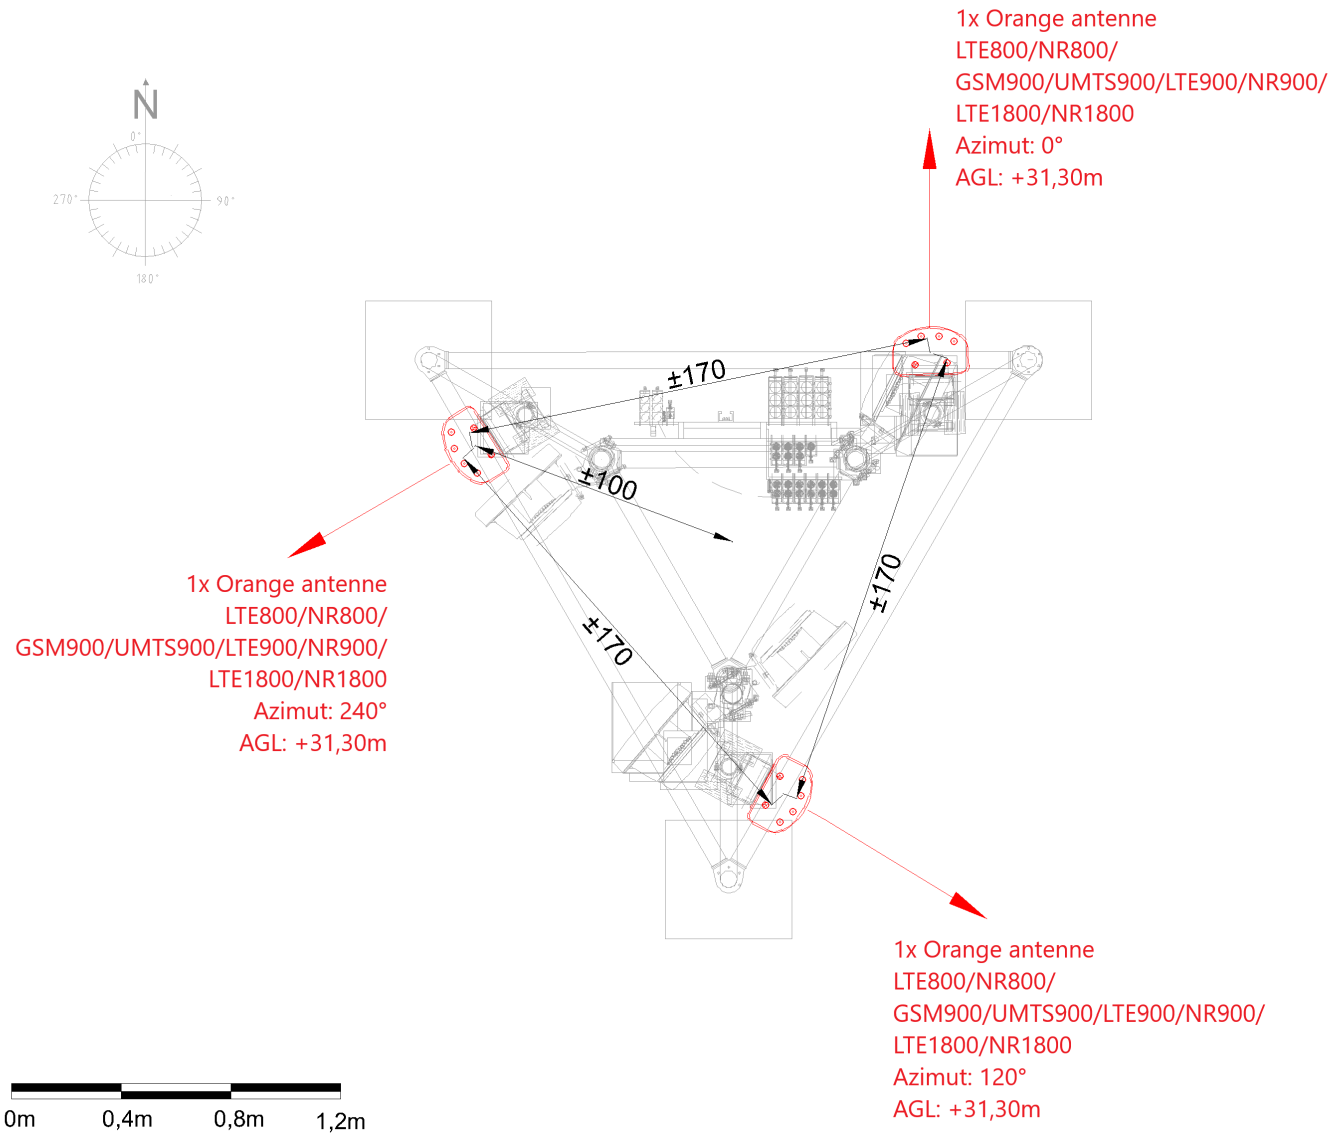 1x Orange antenne
LTE800/NR800/
GSM900/UMTS900/LTE900/NR900/
LTE1800/NR1800
Azimut: 0°
AGL: +31,30m
N
0°
270°
90°
180°
±170
±100
±170
±170
1x Orange antenne
LTE800/NR800/
GSM900/UMTS900/LTE900/NR900/
LTE1800/NR1800
Azimut: 240°
AGL: +31,30m
1x Orange antenne
LTE800/NR800/
GSM900/UMTS900/LTE900/NR900/
LTE1800/NR1800
Azimut: 120°
AGL: +31,30m
0m 0,4m 0,8m 1,2m